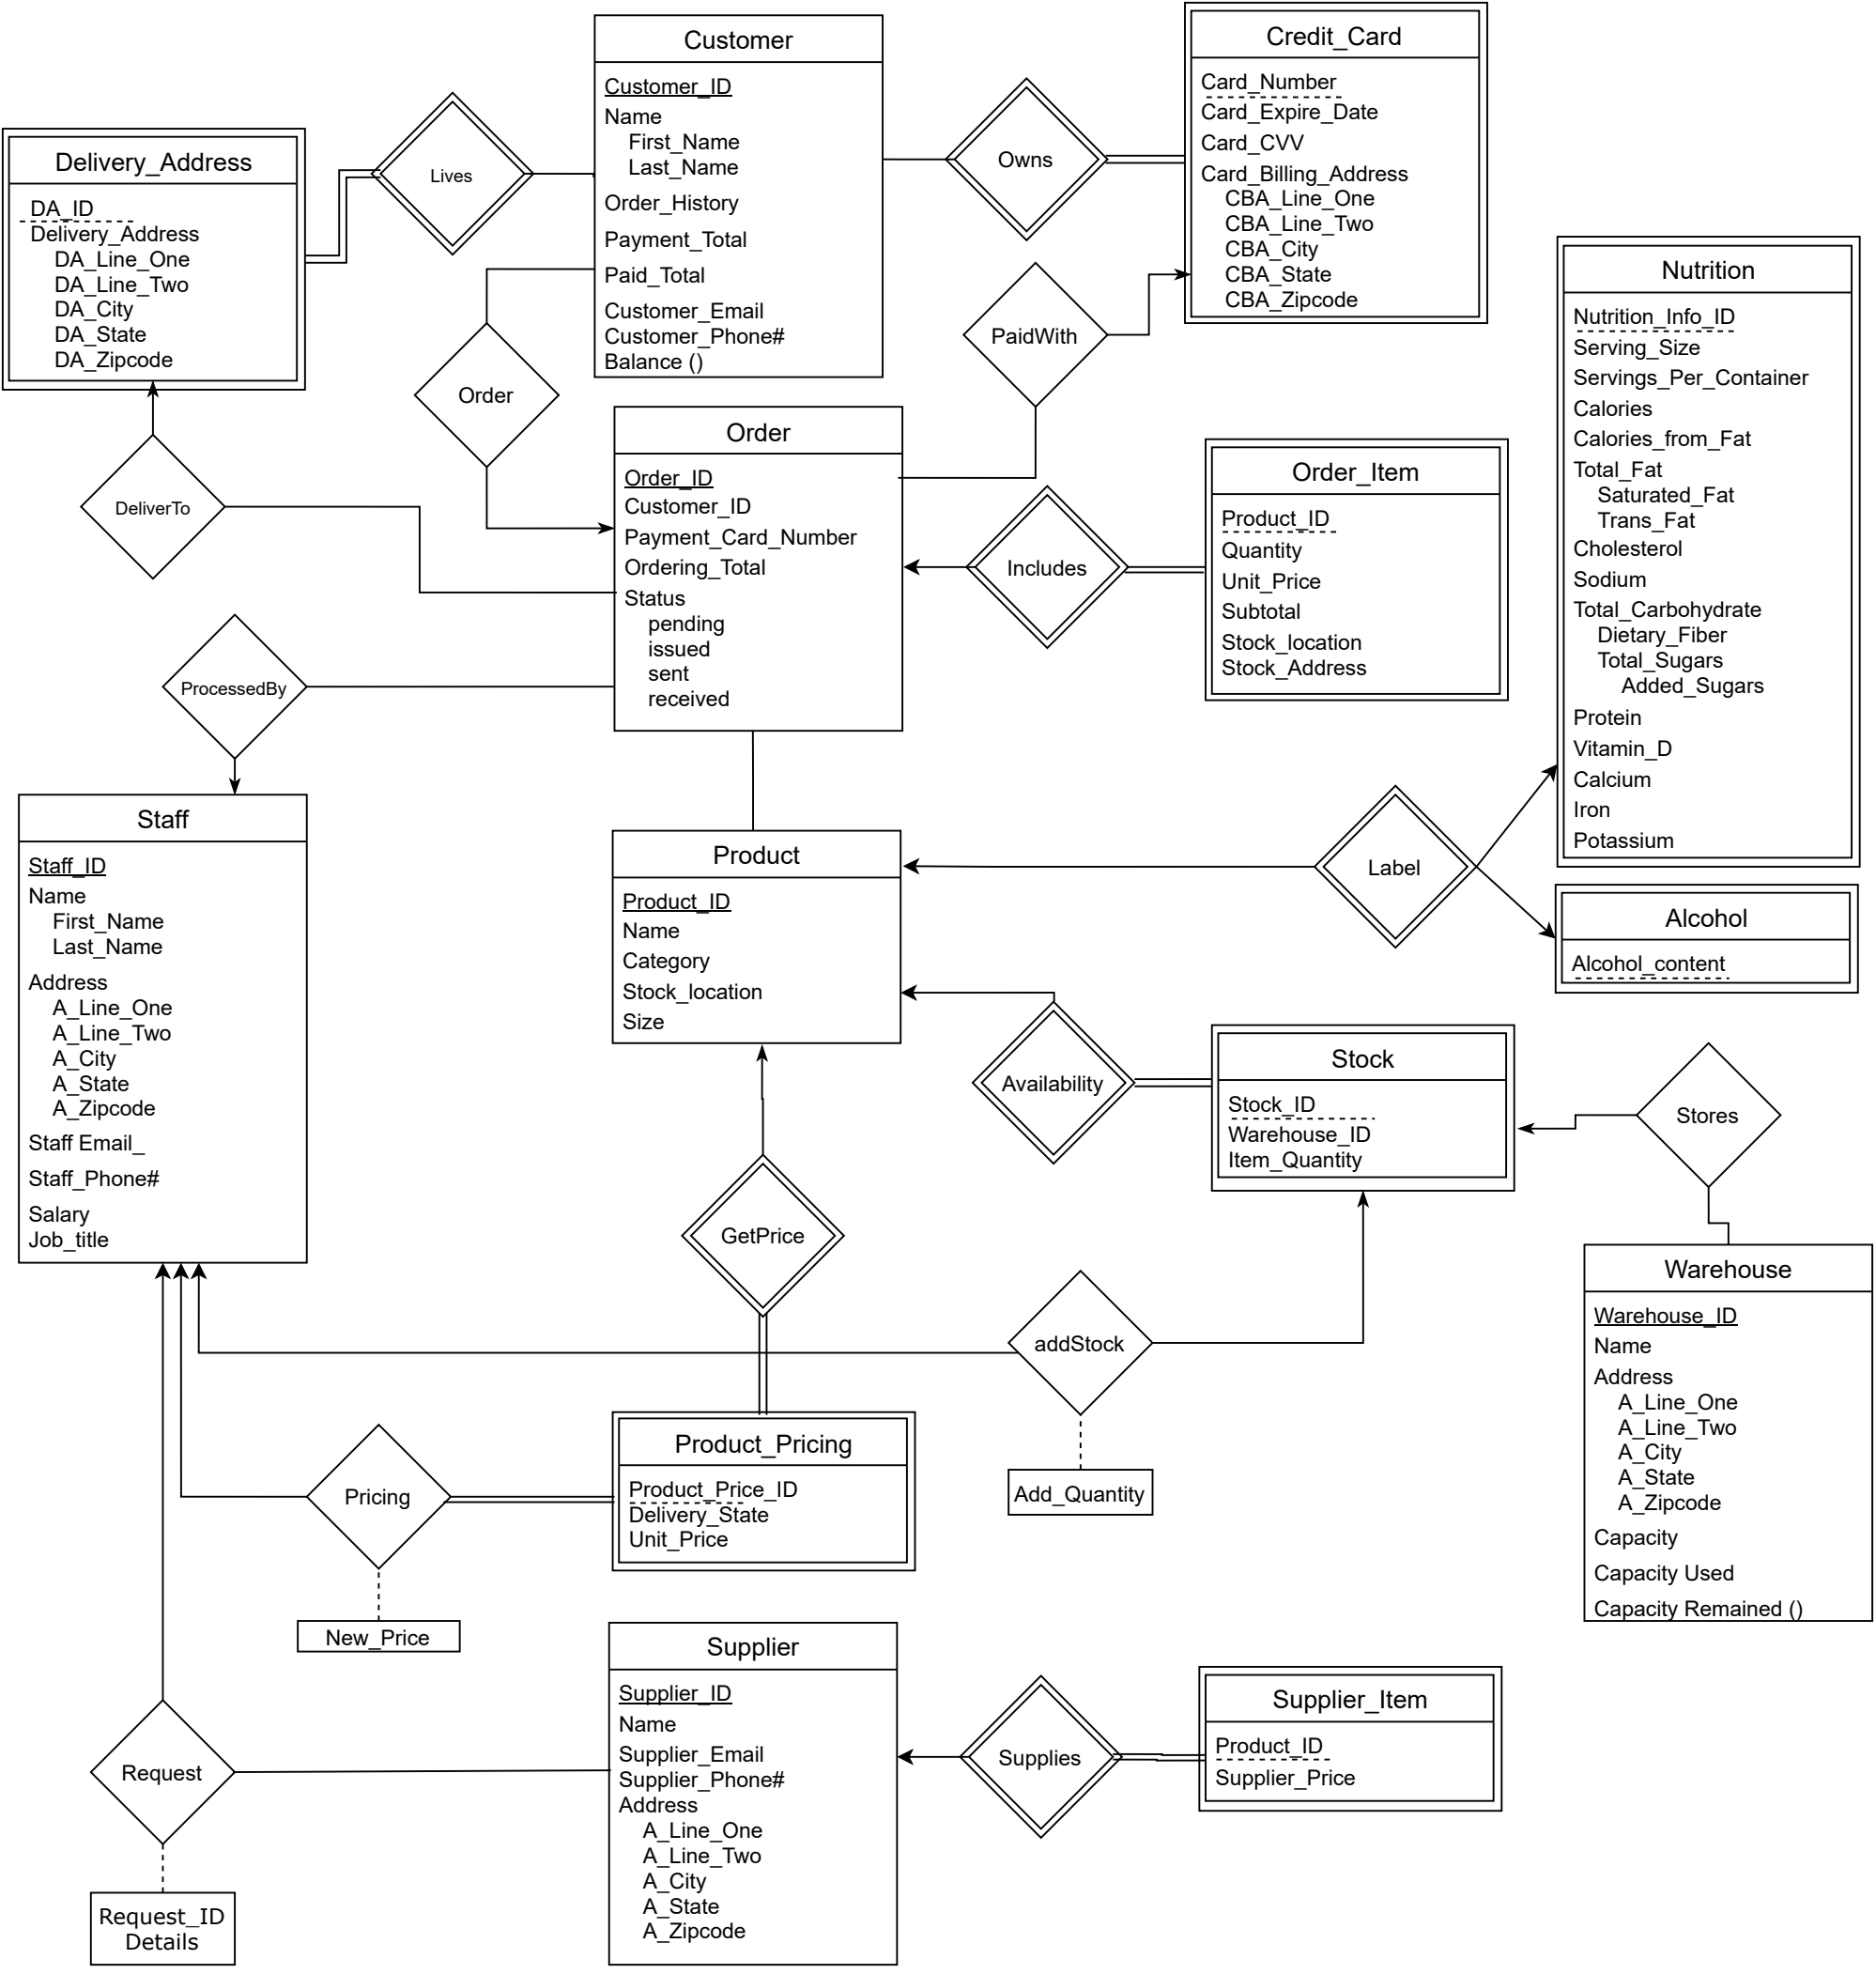 Customer
Customer_ID
Name
First_Name
Last_Name
Order_History
Payment_Total
Paid_Total
Customer_Email
Customer_Phone#
Balance ()
Credit_Card
Card_Number
Card_Expire_Date
Card_CVV
Card_Billing_Address
CBA_Line_One
CBA_Line_Two
CBA_City
CBA_State
CBA_Zipcode
Delivery_Address
DA_ID
Delivery_Address
DA_Line_One
DA_Line_Two
DA_City
DA_State
DA_Zipcode
Lives
Owns
Order
PaidWith
DeliverTo
Nutrition
Nutrition_Info_ID
Serving_Size
Servings_Per_Container
Calories
Calories_from_Fat
Total_Fat
Saturated_Fat
Trans_Fat
Cholesterol
Sodium
Total_Carbohydrate
Dietary_Fiber
Total_Sugars
Added_Sugars
Protein
Vitamin_D
Calcium
Iron
Potassium
Order
Order_ID
Customer_ID
Payment_Card_Number
Ordering_Total
Status
pending
issued
sent
received
Includes
Order_Item
Product_ID
Quantity
Unit_Price
Subtotal
Stock_location
Stock_Address
ProcessedBy
Staff
Staff_ID
Name
First_Name
Last_Name
Address
A_Line_One
A_Line_Two
A_City
A_State
A_Zipcode
Staff Email_
Staff_Phone#
Salary
Job_title
Product
Product_ID
Name
Category
Stock_location
Size
Label
Alcohol
Alcohol_content
Availability
Stock
Stock_ID
Warehouse_ID
Item_Quantity
Stores
GetPrice
addStock
Add_Quantity
Warehouse
Warehouse_ID
Name
Address
A_Line_One
A_Line_Two
A_City
A_State
A_Zipcode
Capacity
Capacity Used
Capacity Remained ()
Pricing
New_Price
Product_Pricing
Product_Price_ID
Delivery_State
Unit_Price
Supplier
Supplier_ID
Name
Supplier_Email
Supplier_Phone#
Address
A_Line_One
A_Line_Two
A_City
A_State
A_Zipcode
Supplies
Supplier_Item
Product_ID
Supplier_Price
Request
Request_ID
Details